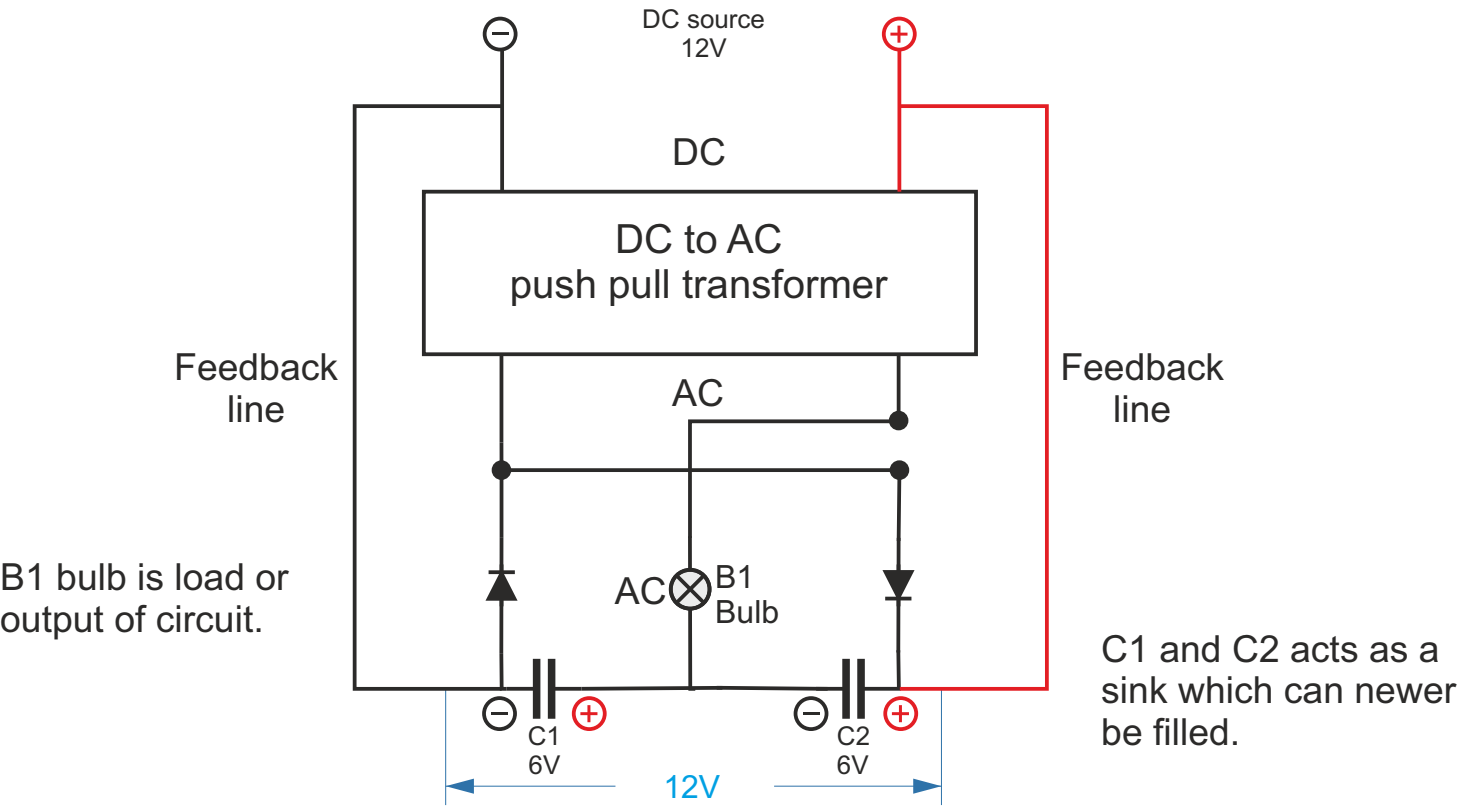 DC source
12V
DC
DC to AC
push pull transformer
Feedback
line
Feedback
line
AC
B1 bulb is load or
output of circuit.
AC
B1
Bulb
C1 and C2 acts as a
sink which can newer
be filled.
C1
6V
C2
6V
12V